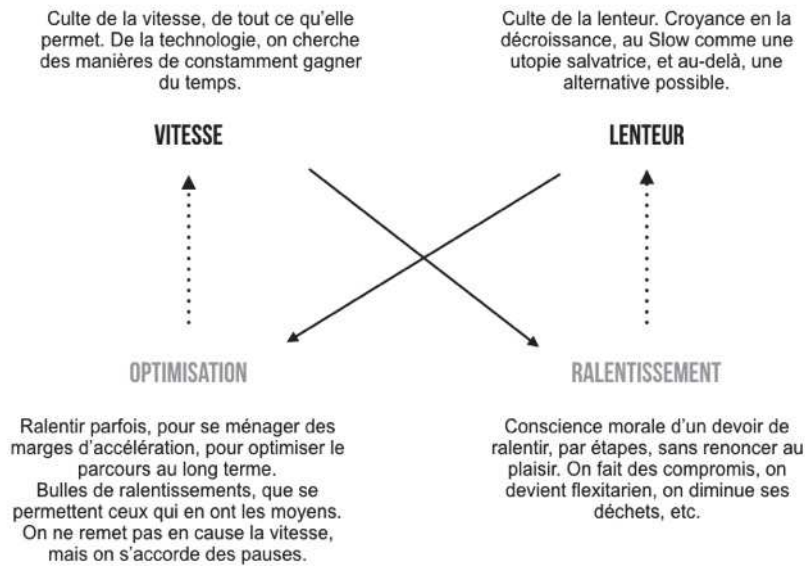 Culte de la vitesse, de tout ce qu'elle
permet. De la technologie, on cherche
des manières de constamment gagner
du temps.
VITESSE
Culte de la lenteur. Croyance en la
décroissance, au Slow comme une
utopie salvatrice, et au-delà, une
alternative possible.
LENTEUR
OPTIMISATION
Ralentir parfois, pour se ménager des
marges d'accélération, pour optimiser le
parcours au long terme.
Bulles de ralentissements, que se
permettent ceux qui en ont les moyens.
On ne remet pas en cause la vitesse,
mais on s'accorde des pauses.
RALENTISSEMENT
Conscience morale d'un devoir de
ralentir, par étapes, sans renoncer au
plaisir. On fait des compromis, on
devient flexitarien, on diminue ses
déchets, etc.